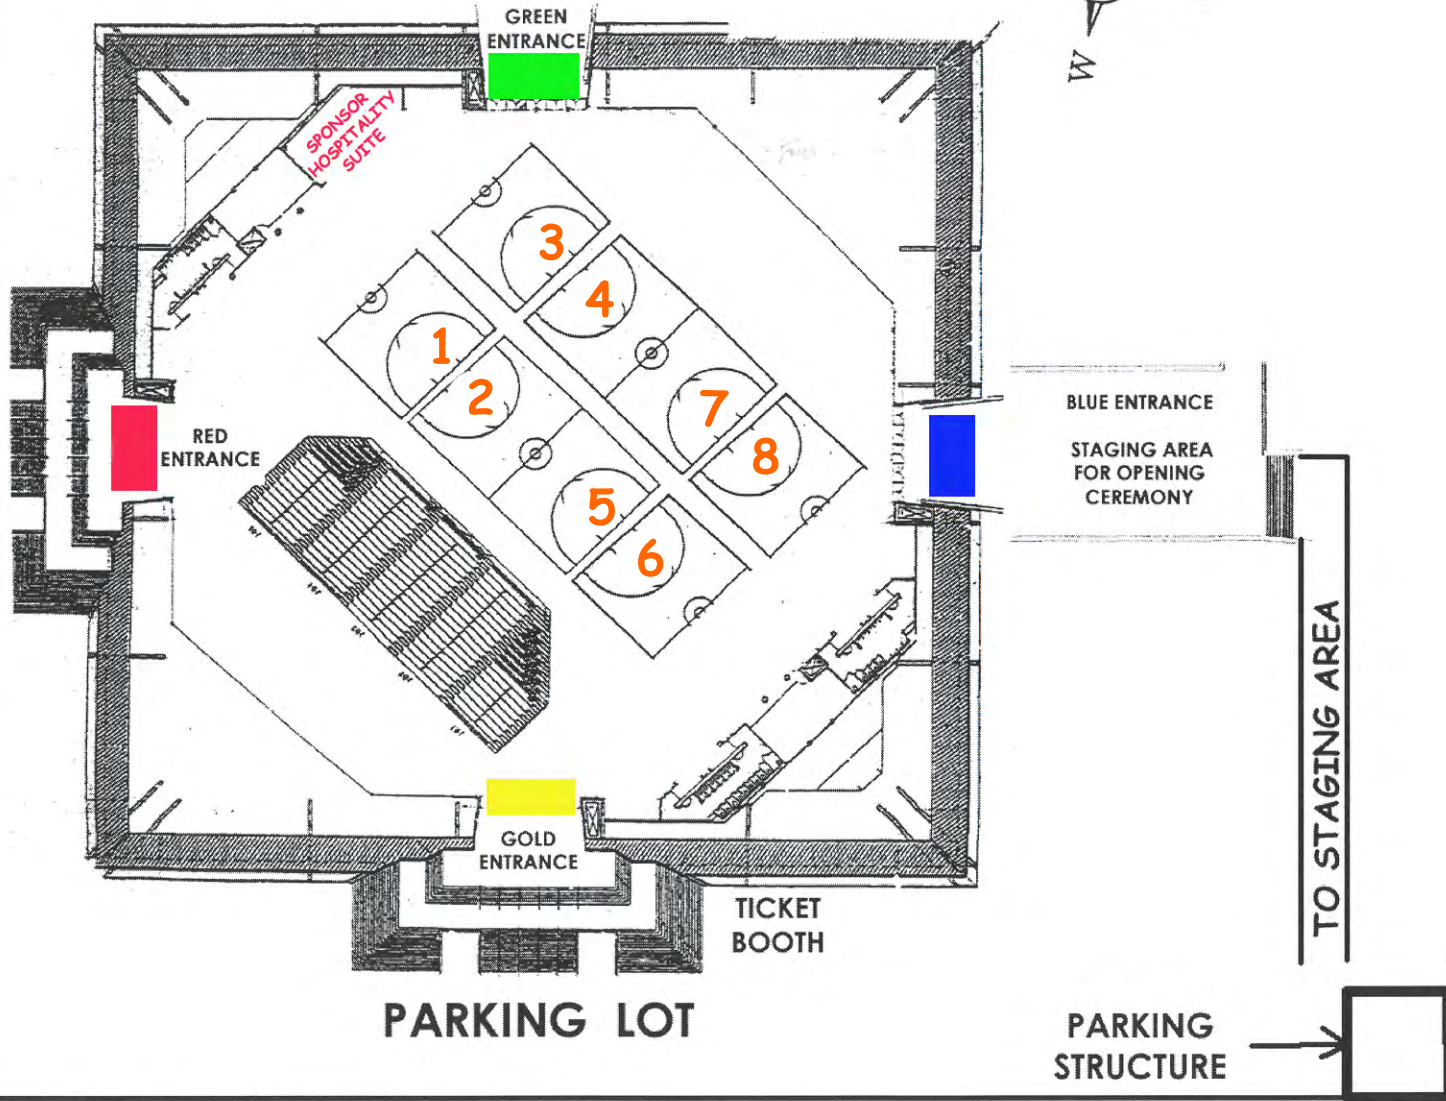 GREEN
ENTRANCE
W
SPONSOR
HOSPITALITY
SUITE
3
4
1
2
7
8
5
6
RED
ENTRANCE
BLUE ENTRANCE
STAGING AREA
FOR OPENING
CEREMONY
GOLD
ENTRANCE
TICKET
BOOTH
TO STAGING AREA
PARKING LOT
PARKING
STRUCTURE